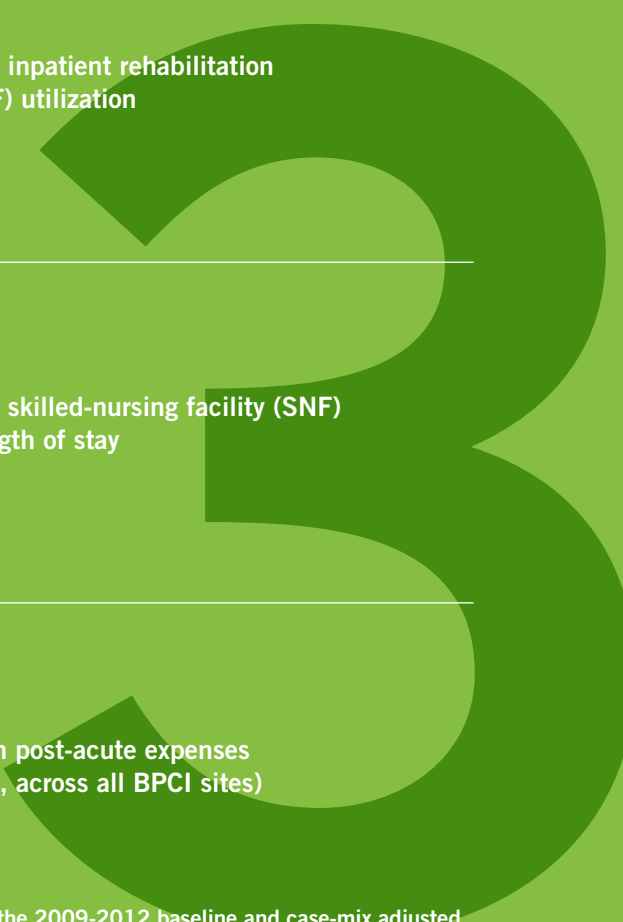 inpatient rehabilitation
F) utilization
skilled-nursing facility (SNF)
gth of stay
n post-acute expenses
, across all BPCI sites)
the 2009-2012 baseline and case-mix adjusted
3